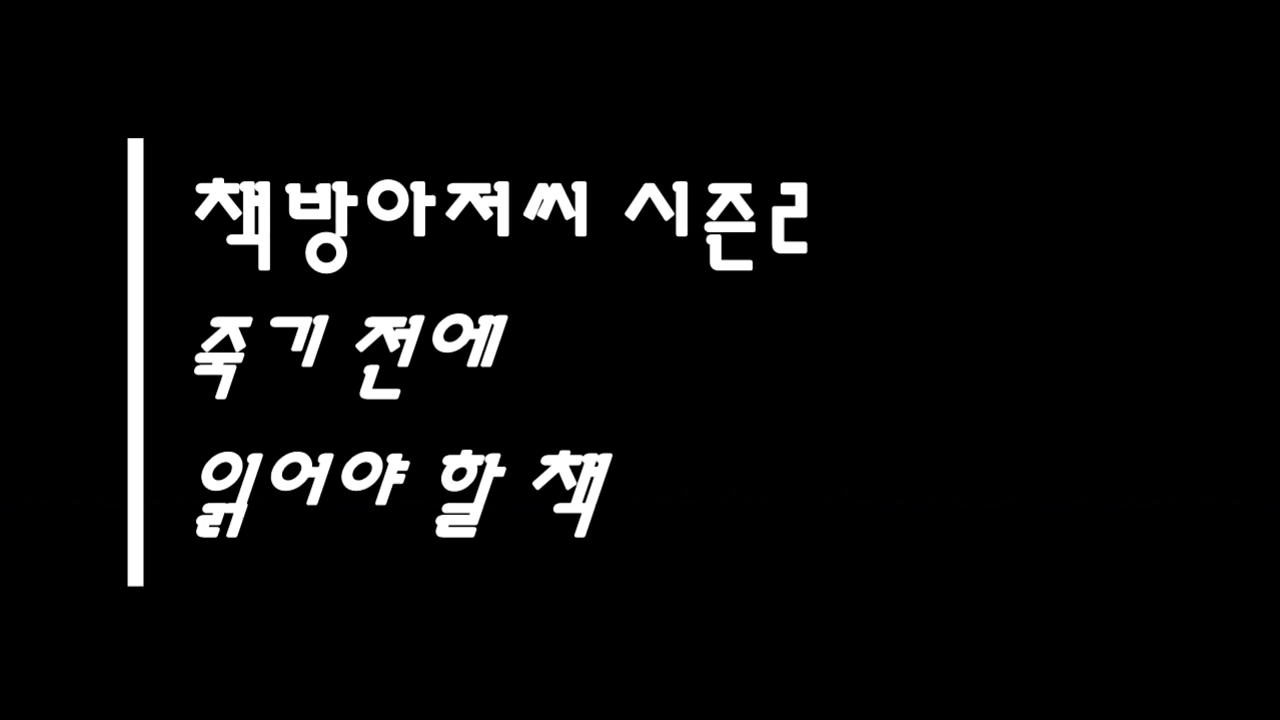 책방아저씨 시즌2
죽기 전에
읽어야 할 책